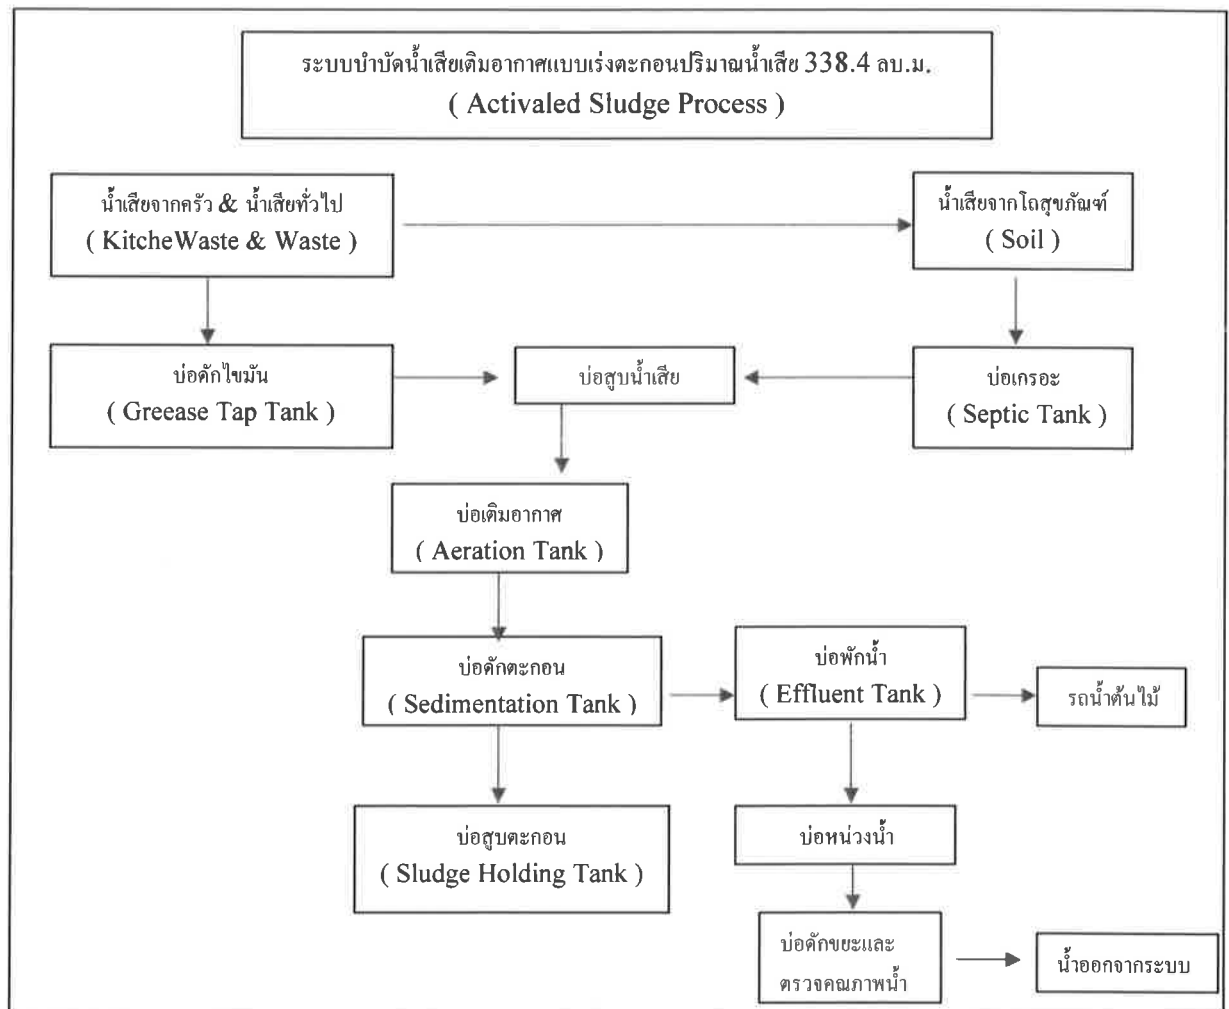 ระบบบำบัดน้ำเสียเติมอากาศแบบเร่งตะกอนปริมาณน้ำเสีย 338.4 ลบ.ม.
( Activaled Sludge Process )
น้ำเสียจากครัว & น้ำเสียทั่วไป
( KitcheWaste & Waste )
น้ำเสียจากโถสุขภัณฑ์
( Soil )
บ่อดักไขมัน
( Greease Tap Tank )
บ่อสูบน้ำเสีย
บ่อเกรอะ
( Septic Tank )
บ่อเติมอากาศ
( Aeration Tank )
บ่อดักตะกอน
( Sedimentation Tank )
บ่อพักน้ำ
( Effluent Tank )
รถน้ำต้นไม้
บ่อสูบตะกอน
( Sludge Holding Tank )
บ่อหน่วงน้ำ
บ่อดักขยะและ
ตรวจคณภาพน้ำ
น้ำออกจากระบบ